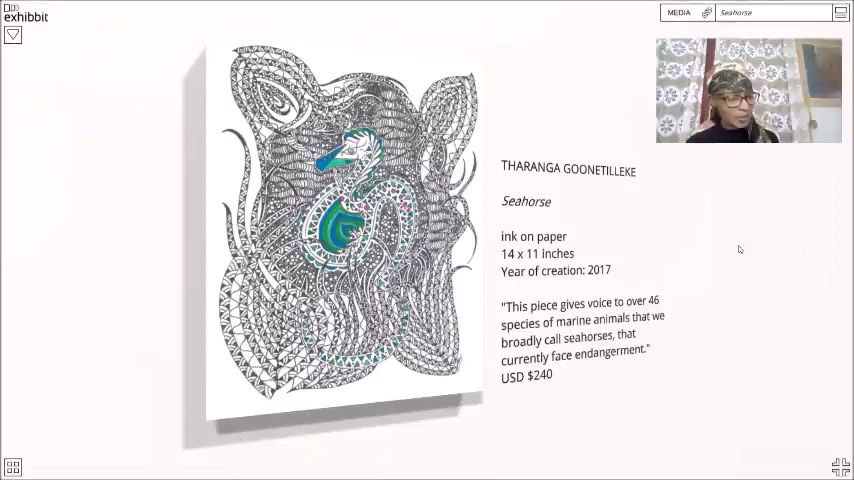 exhibbit
MEDIA
Seahorse
THARANGA GOONETILLEKE
Seahorse
ink on paper
14 x 11 inches
Year of creation: 2017
"This piece gives voice to over 46
species of marine animals that we
broadly call seahorses, that
currently face endangerment."
USD $240